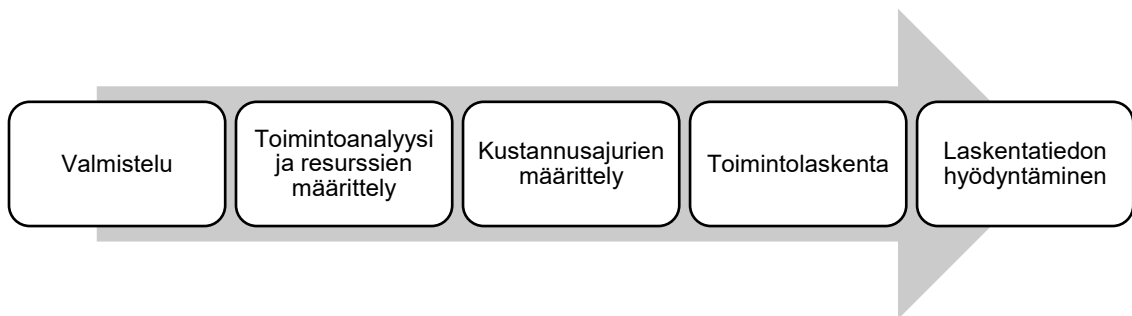 Valmistelu
Toimintoanalyysi
ja resurssien
määrittely
Kustannusajurien
määrittely
Toimintolaskenta
Laskentatiedon
hyödyntäminen